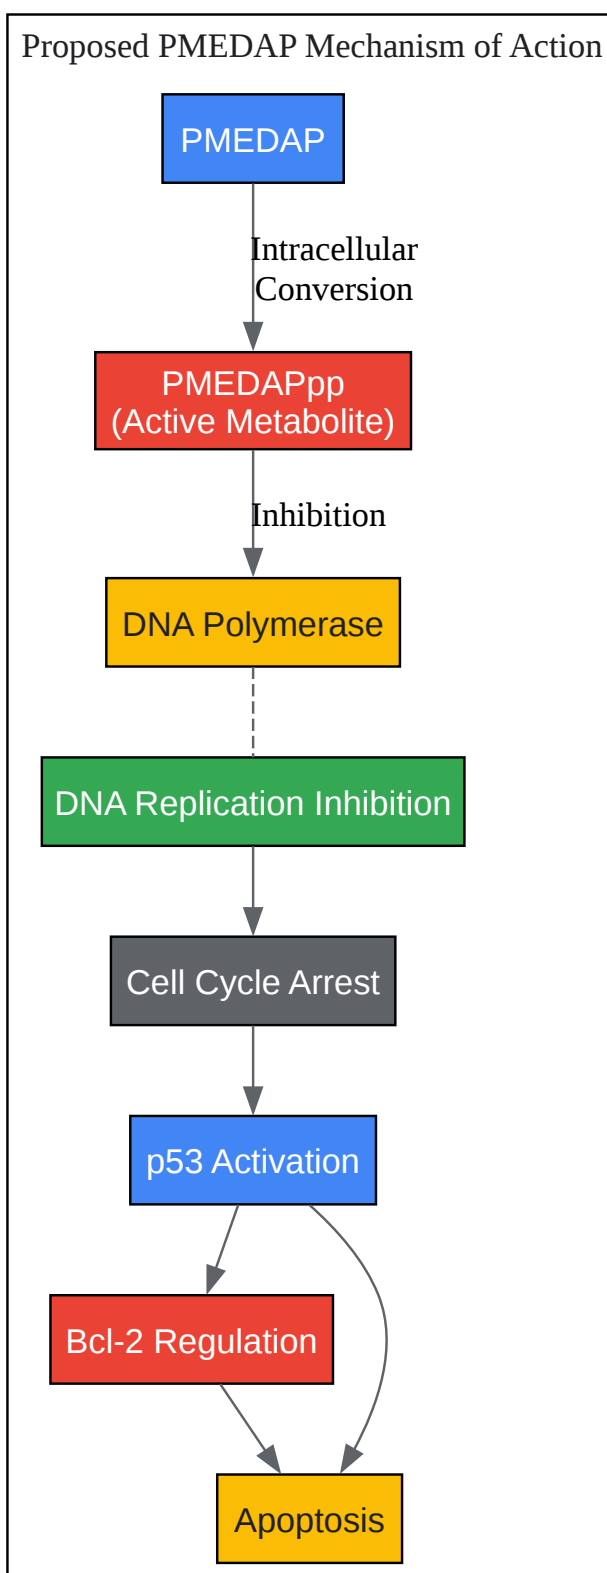 Proposed PMEDAP Mechanism of Action
PMEDAP
Intracellular
Conversion
PMEDAPpp
(Active Metabolite)
Inhibition
DNA Polymerase
DNA Replication Inhibition
Cell Cycle Arrest
p53 Activation
Bcl-2 Regulation
Apoptosis